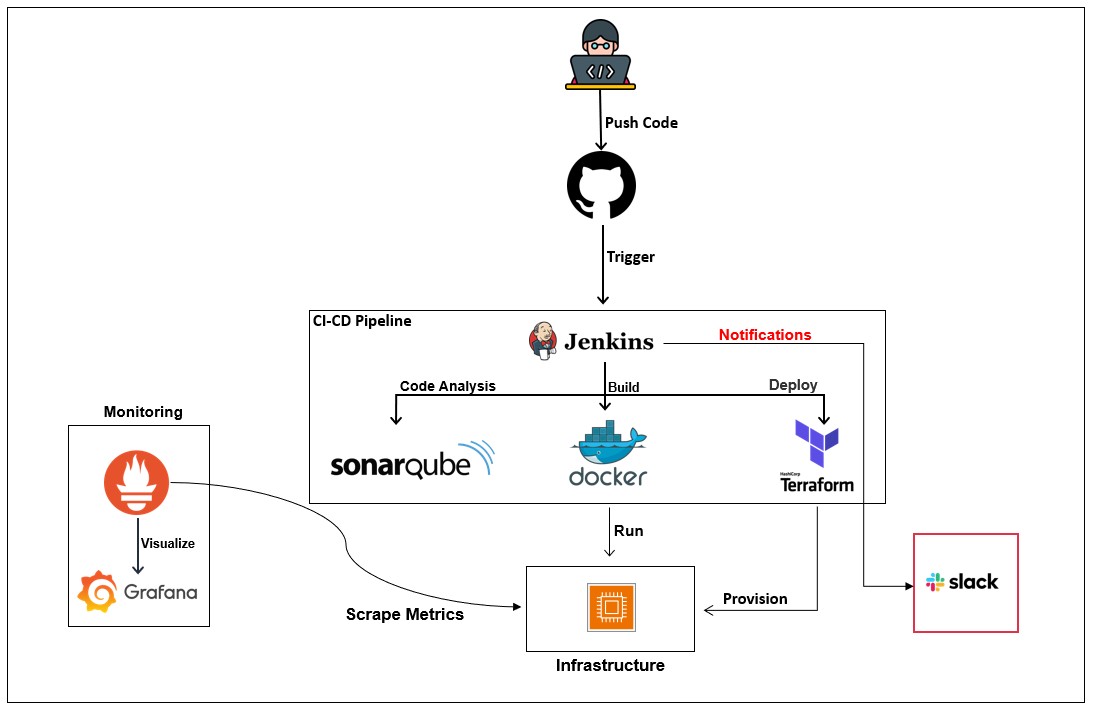 </>
Push Code
Trigger
CI-CD Pipeline
Jenkins
Notifications
Code Analysis
Build
Deploy
sonarqube
docker
HashiCorp
Terraform
Monitoring
Visualize
Grafana
Scrape Metrics
Run
Provision
Infrastructure
slack